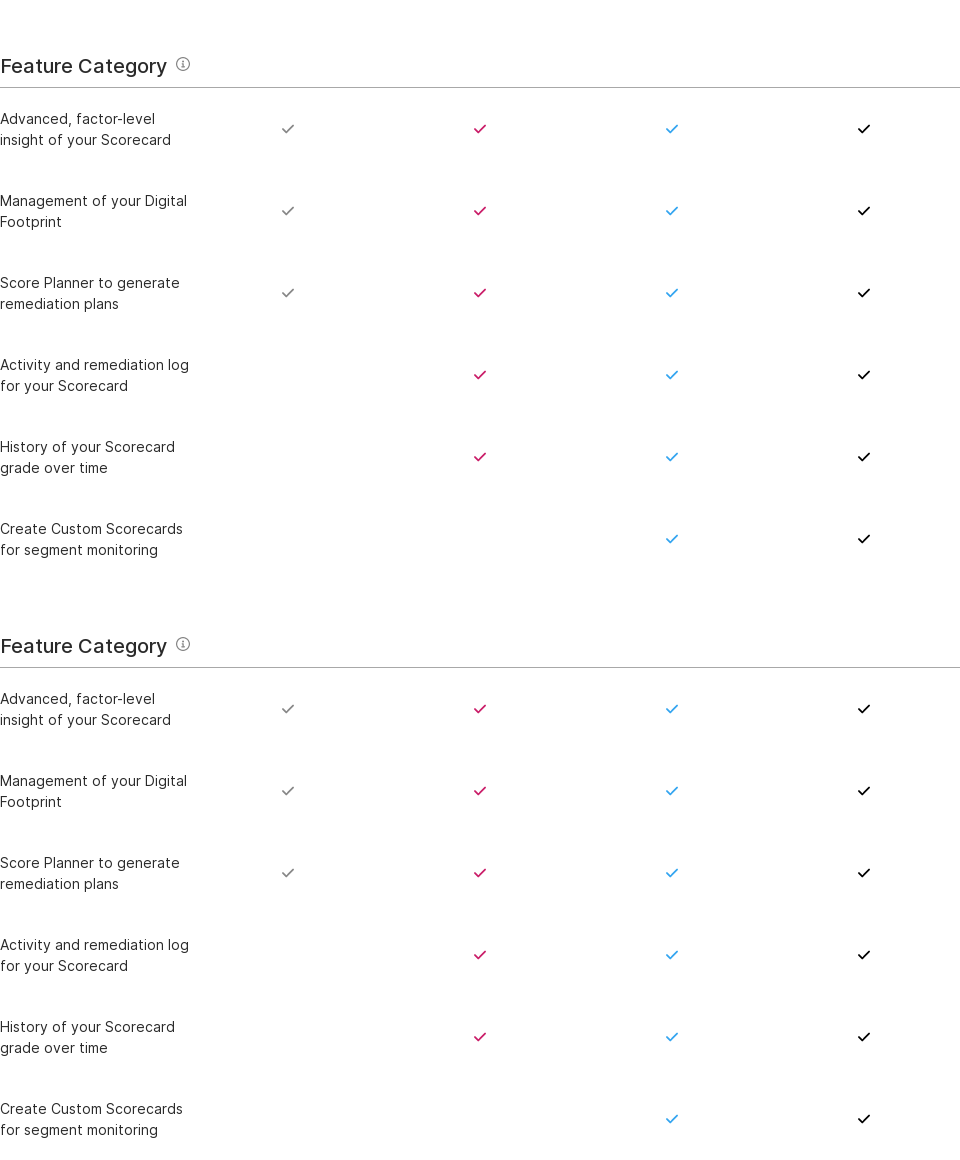 Feature Category
Advanced, factor-level
insight of your Scorecard
Management of your Digital
Footprint
Score Planner to generate
remediation plans
Activity and remediation log
for your Scorecard
History of your Scorecard
grade over time
Create Custom Scorecards
for segment monitoring
Feature Category
Advanced, factor-level
insight of your Scorecard
Management of your Digital
Footprint
Score Planner to generate
remediation plans
Activity and remediation log
for your Scorecard
History of your Scorecard
grade over time
Create Custom Scorecards
for segment monitoring